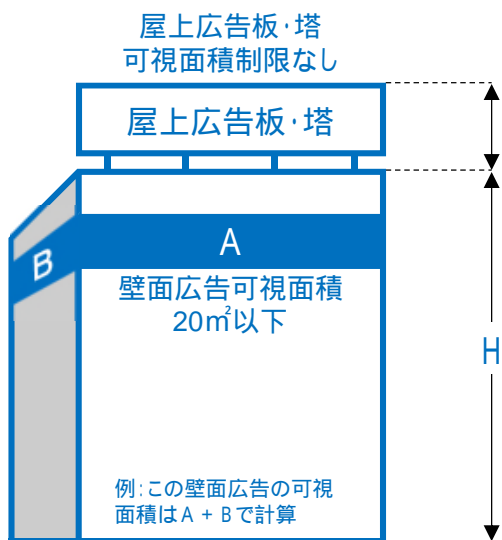 屋上広告板･塔
可視面積制限なし
屋上広告板･塔
A
B
壁面広告可視面積
20㎡以下
H
例:この壁面広告の可視
面積はA + Bで計算